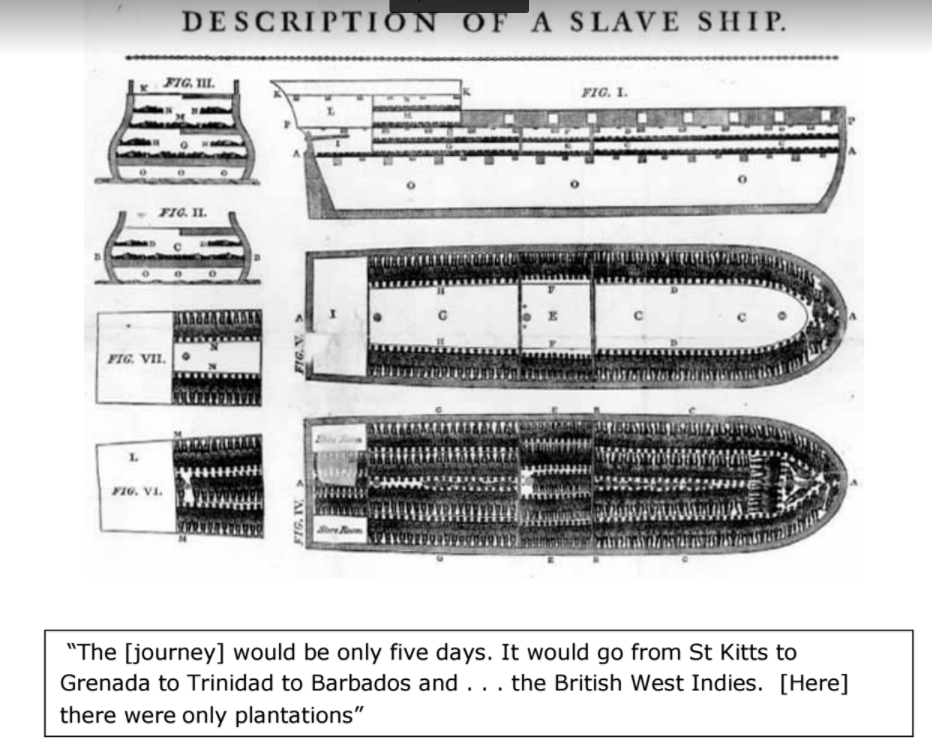 DESCRIPTION OF A SLAVE SHIP.
FIG. III.
K
N N
M
H G H
O O O
FIG. I.
K K
L
M
P P
I
A A
O O O
FIG. II.
D C D
B B
O O O
FIG. VII.
N
N
FIG. V.
A I H G H F E F D C C D A
G E B C
M
L
FIG. VI.
M
FIG. IV.
A A
Store Room
G E B C
“The [journey] would be only five days. It would go from St Kitts to
Grenada to Trinidad to Barbados and . . . the British West Indies. [Here]
there were only plantations”